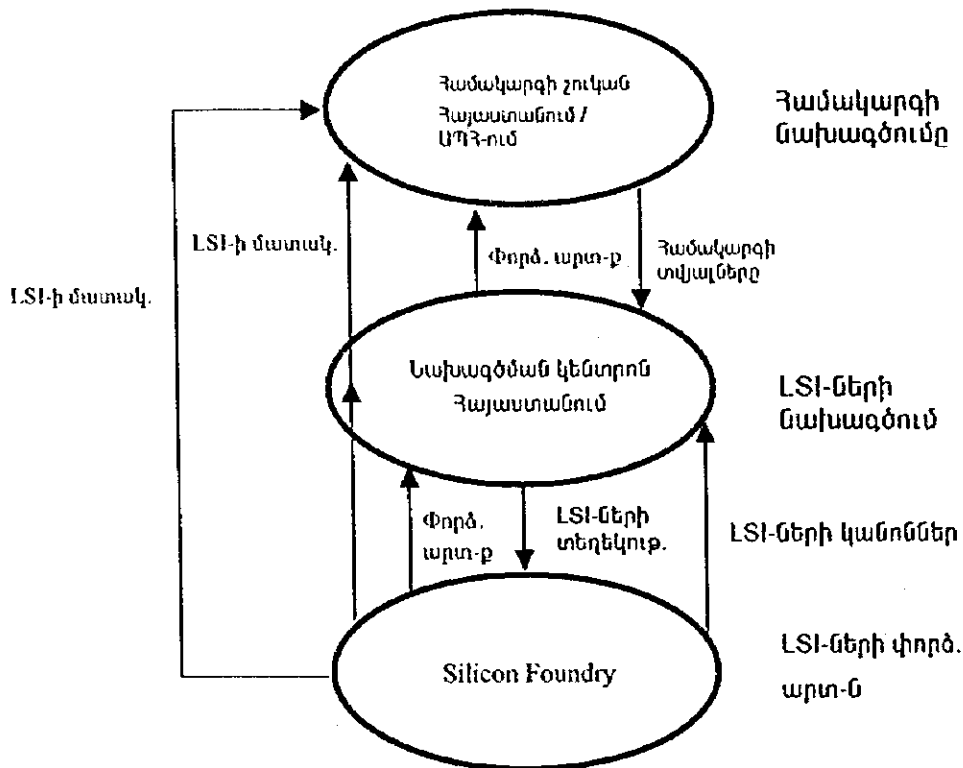 Համակարգի շուկան
Հայաստանում /
ԱՊՀ-ում
Համակարգի
նախագծումը
LSI-ի մատակ.
LSI-ի մատակ.
Փորձ. արտ-ք
Համակարգի
տվյալները
Նախագծման կենտրոն
Հայաստանում
LSI-ների
նախագծում
Փորձ.
արտ-ք
LSI-ների
տեղեկութ.
LSI-ների կանոններ
Silicon Foundry
LSI-ների փորձ.
արտ-ն